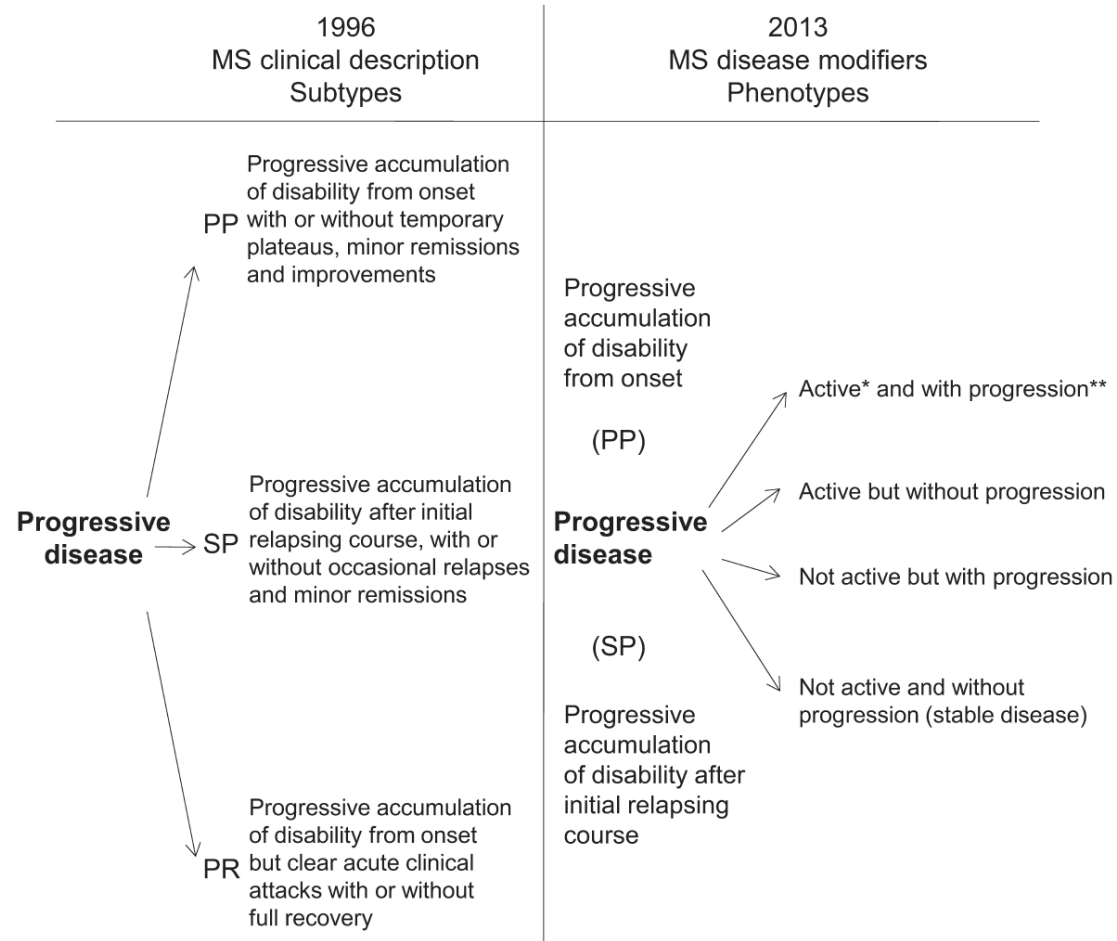 1996
MS clinical description
Subtypes
2013
MS disease modifiers
Phenotypes
Progressive
disease
PP
Progressive accumulation
of disability from onset
with or without temporary
plateaus, minor remissions
and improvements
SP
Progressive accumulation
of disability after initial
relapsing course, with or
without occasional relapses
and minor remissions
PR
Progressive accumulation
of disability from onset
but clear acute clinical
attacks with or without
full recovery
Progressive
accumulation
of disability
from onset
(PP)
Progressive
disease
(SP)
Progressive
accumulation
of disability after
initial relapsing
course
Active* and with progression**
Active but without progression
Not active but with progression
Not active and without
progression (stable disease)